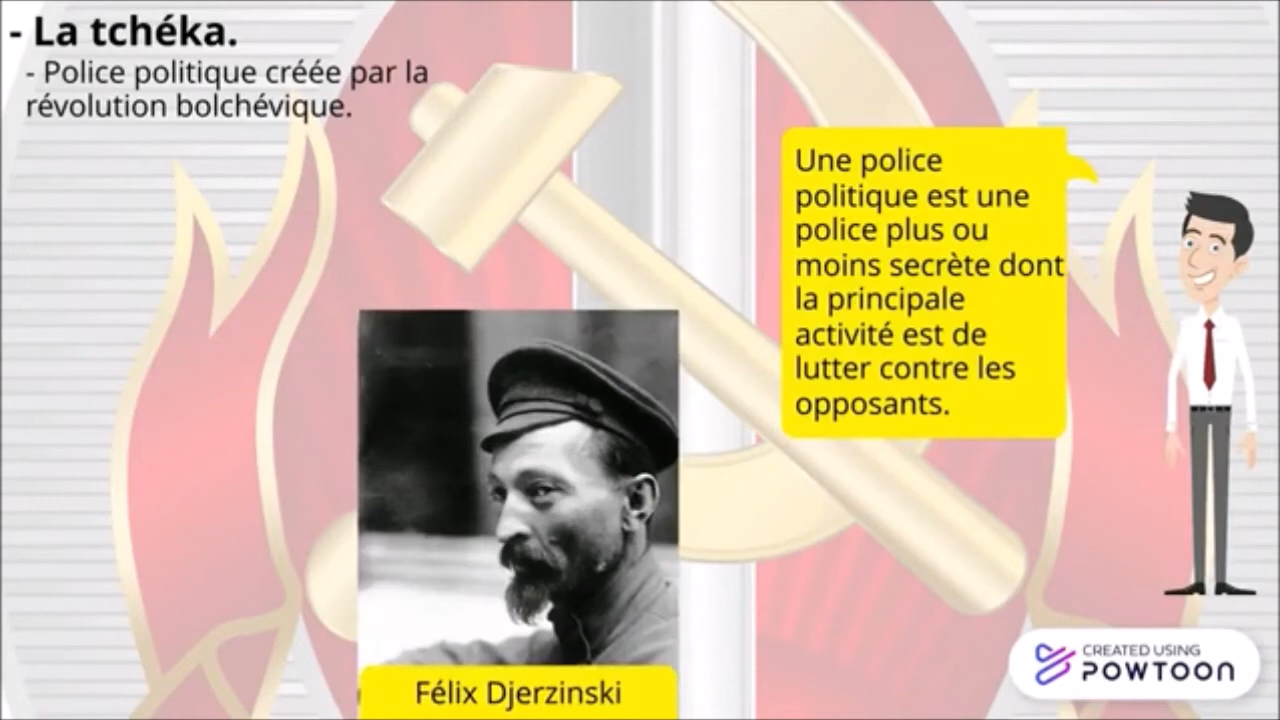 - La tchéka.
- Police politique créée par la
révolution bolchévique.
Une police
politique est une
police plus ou
moins secrète dont
la principale
activité est de
lutter contre les
opposants.
Félix Djerzinski
CREATED USING
POWTOON